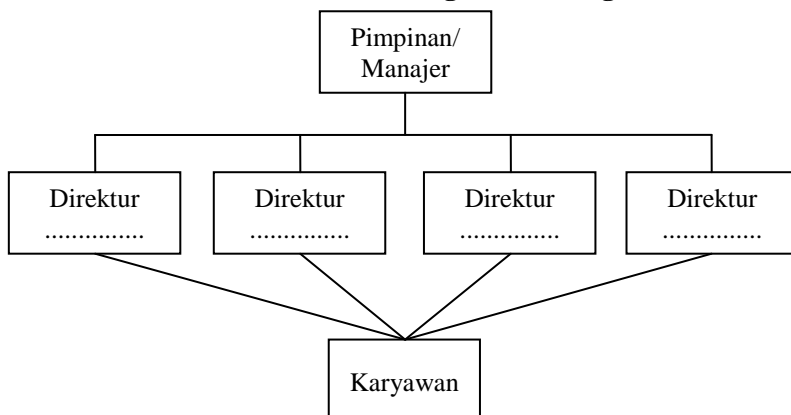 Pimpinan/
Manajer
Direktur
...............
Direktur
...............
Direktur
...............
Direktur
...............
Karyawan